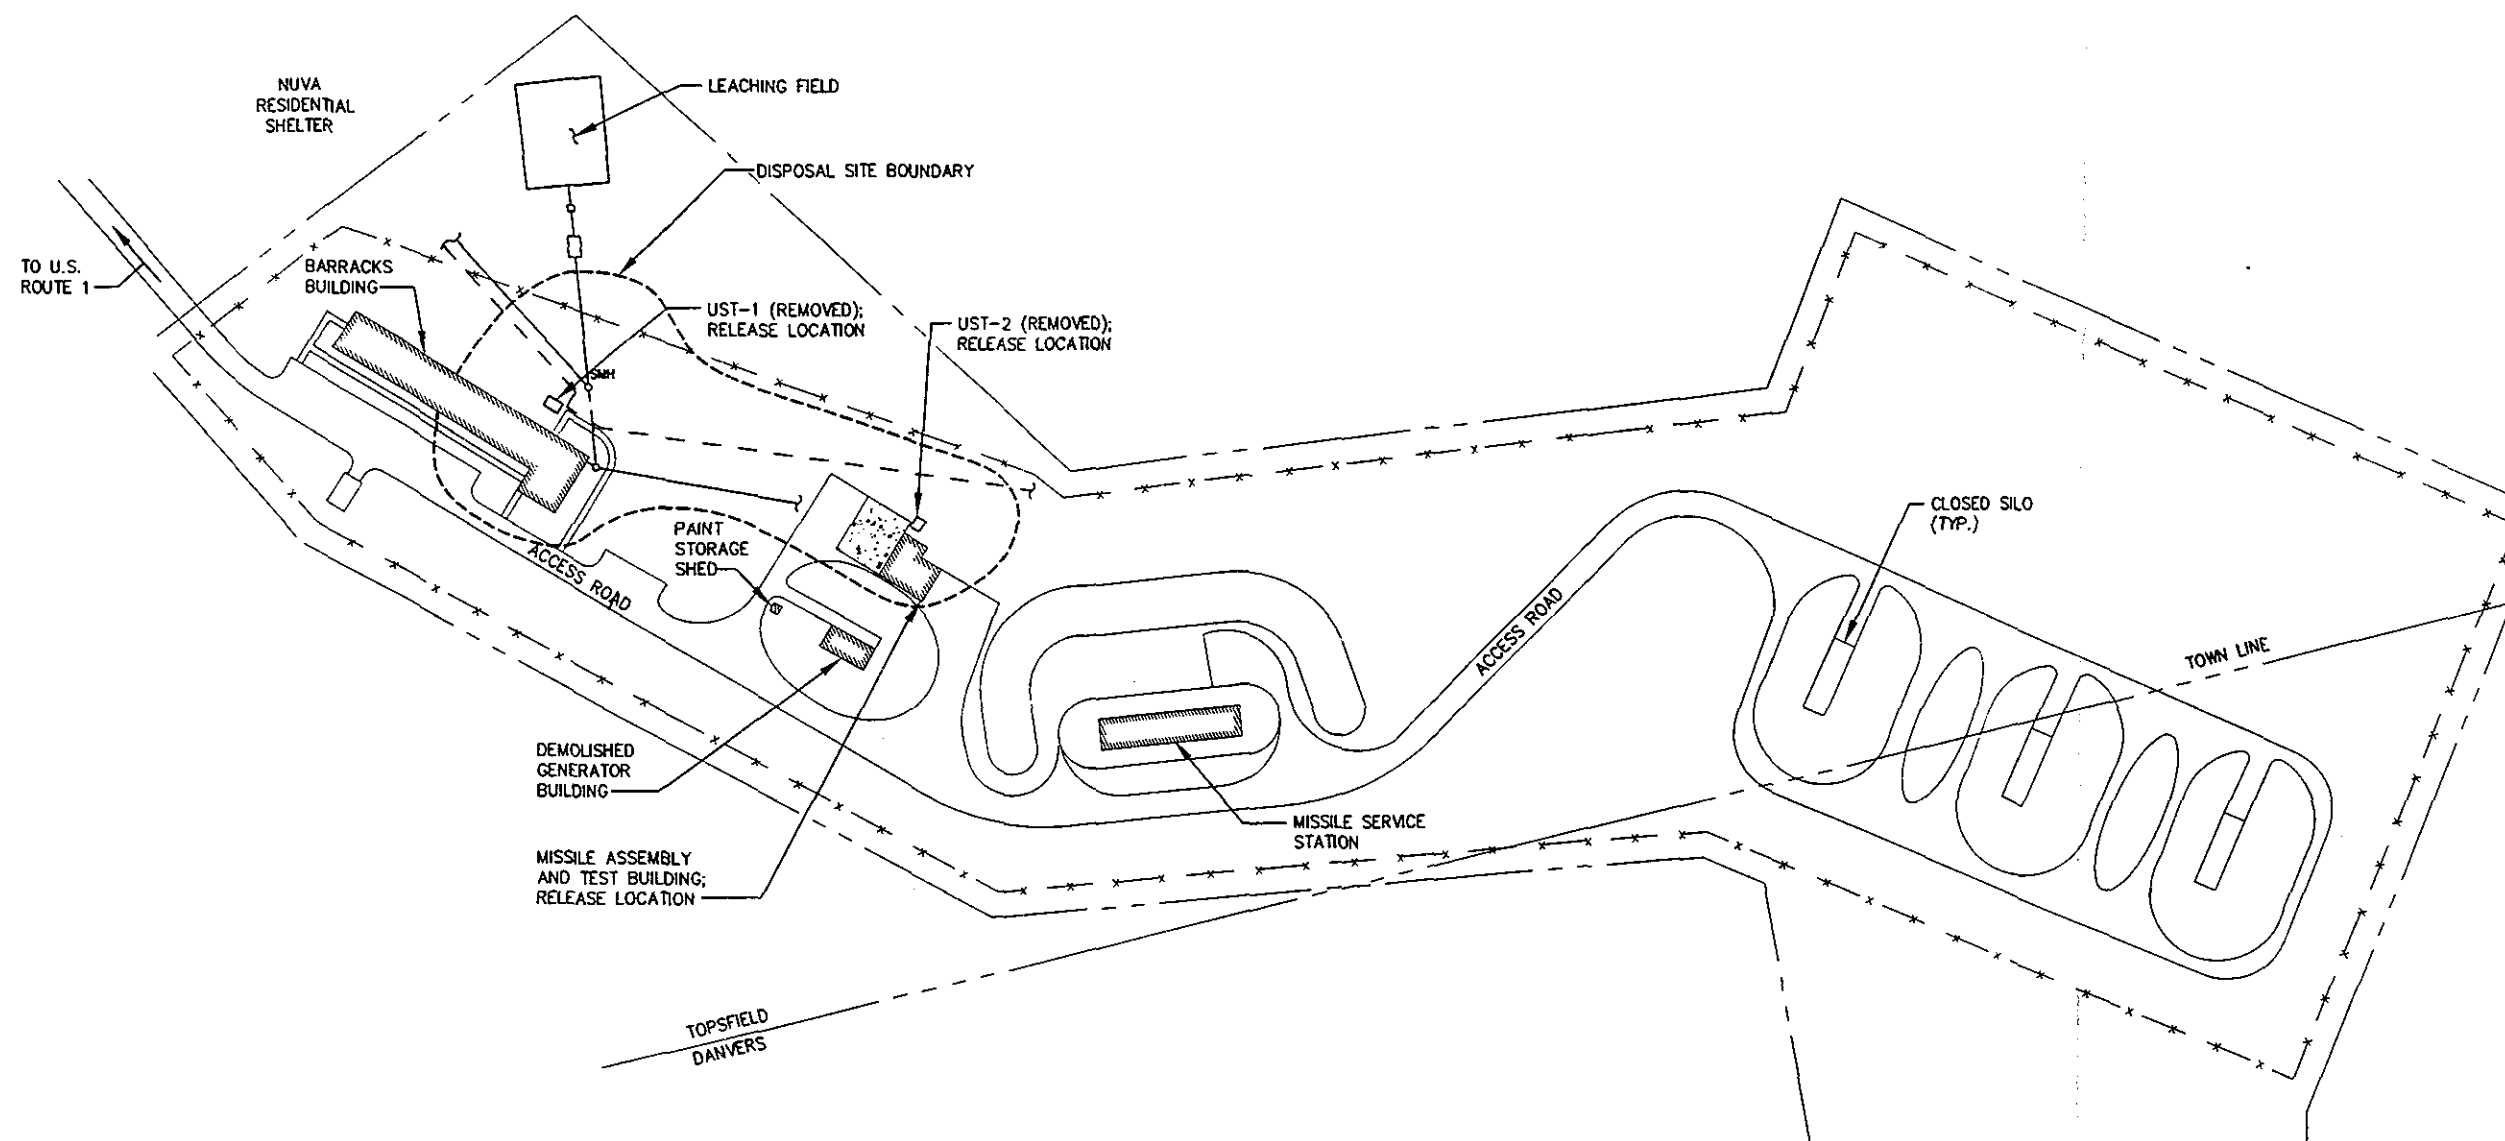 NUVA
RESIDENTIAL
SHELTER
LEACHING FIELD
DISPOSAL SITE BOUNDARY
TO U.S.
ROUTE 1
BARRACKS
BUILDING
UST-1 (REMOVED);
RELEASE LOCATION
UST-2 (REMOVED);
RELEASE LOCATION
SMH
PAINT
STORAGE
SHED
ACCESS ROAD
CLOSED SILO
(TYP.)
ACCESS ROAD
TOWN LINE
DEMOLISHED
GENERATOR
BUILDING
MISSILE SERVICE
STATION
MISSILE ASSEMBLY
AND TEST BUILDING;
RELEASE LOCATION
TOPSFIELD
DANVERS